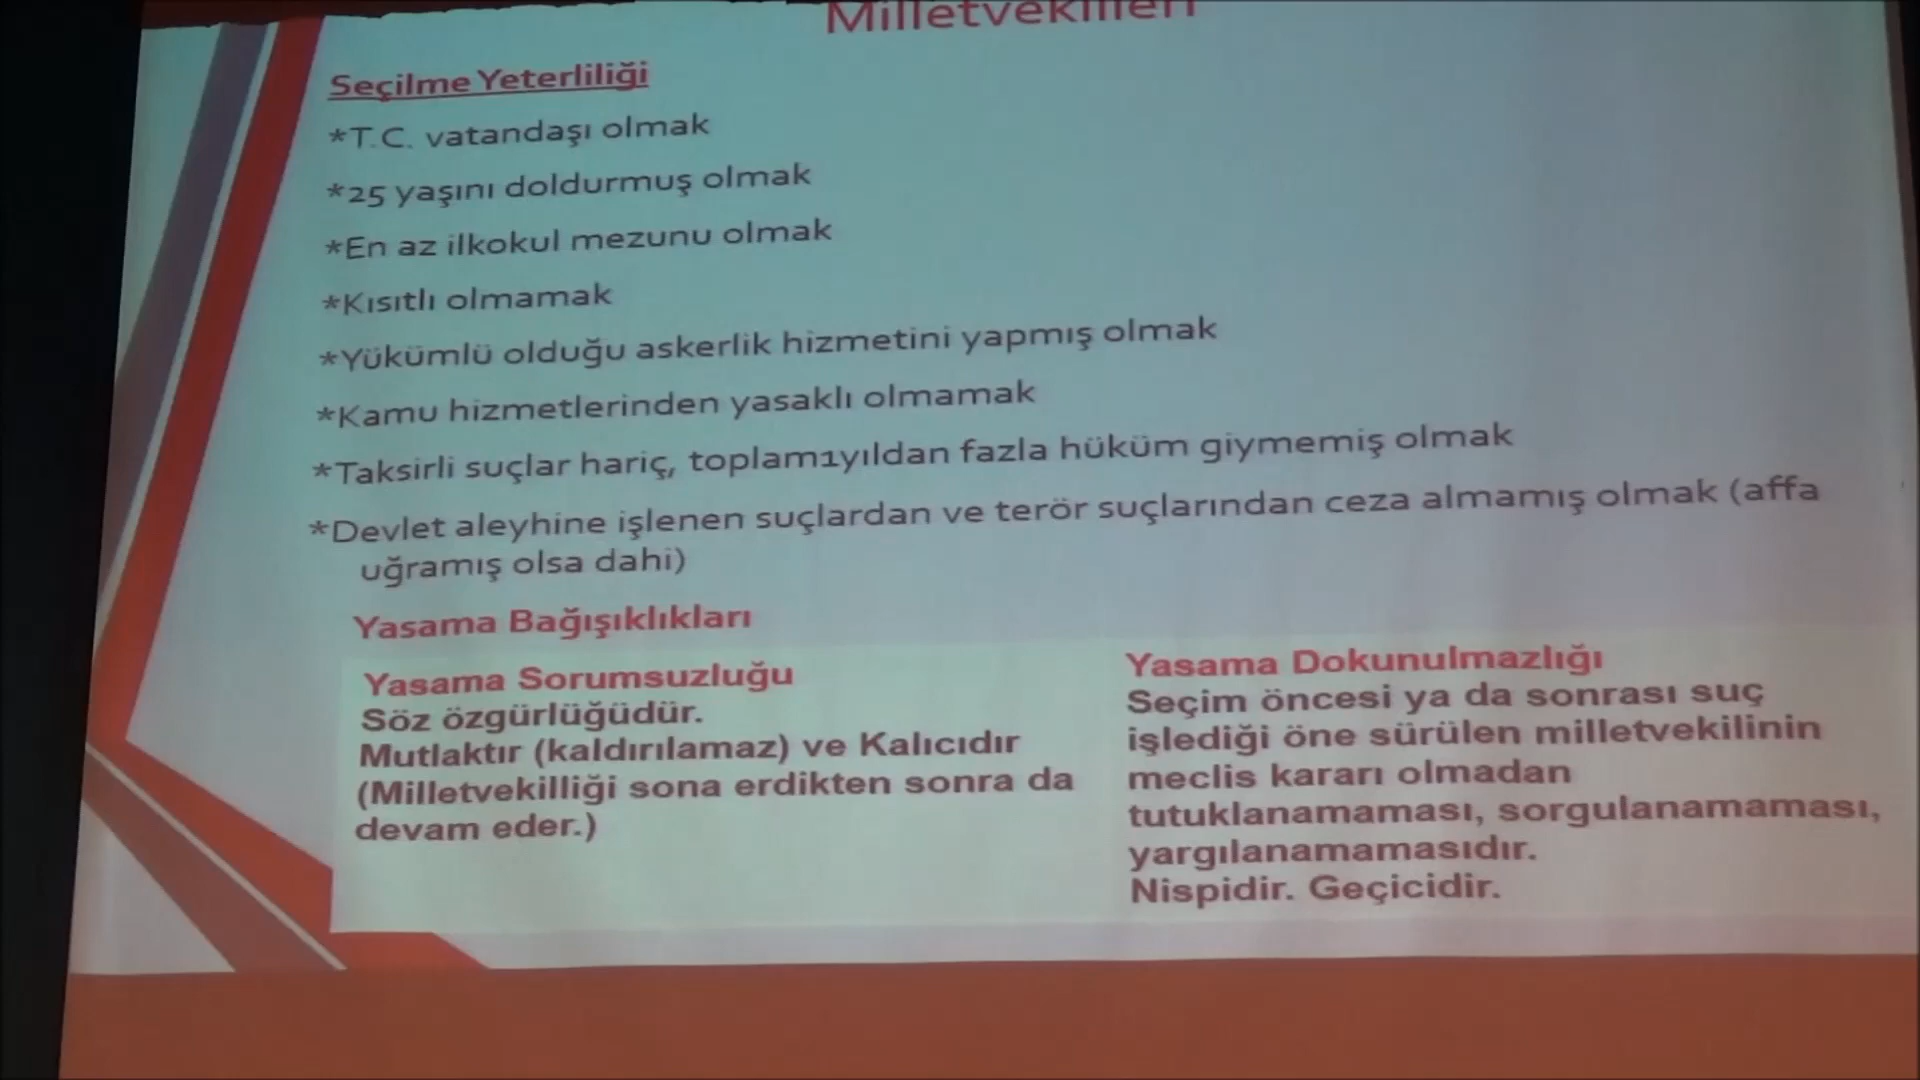 Milletvekilleri
Seçilme Yeterliliği
*T.C. vatandaşı olmak
*25 yaşını doldurmuş olmak
*En az ilkokul mezunu olmak
*Kısıtlı olmamak
*Yükümlü olduğu askerlik hizmetini yapmış olmak
*Kamu hizmetlerinden yasaklı olmamak
*Taksirli suçlar hariç, toplam1yıldan fazla hüküm giymemiş olmak
*Devlet aleyhine işlenen suçlardan ve terör suçlarından ceza almamış olmak (affa
uğramış olsa dahi)
Yasama Bağışıklıkları
Yasama Sorumsuzluğu
Söz özgürlüğüdür.
Mutlaktır (kaldırılamaz) ve Kalıcıdır
(Milletvekilliği sona erdikten sonra da
devam eder.)
Yasama Dokunulmazlığı
Seçim öncesi ya da sonrası suç
işlediği öne sürülen milletvekilinin
meclis kararı olmadan
tutuklanamaması, sorgulanamaması,
yargılanamamasıdır.
Nispidir. Geçicidir.